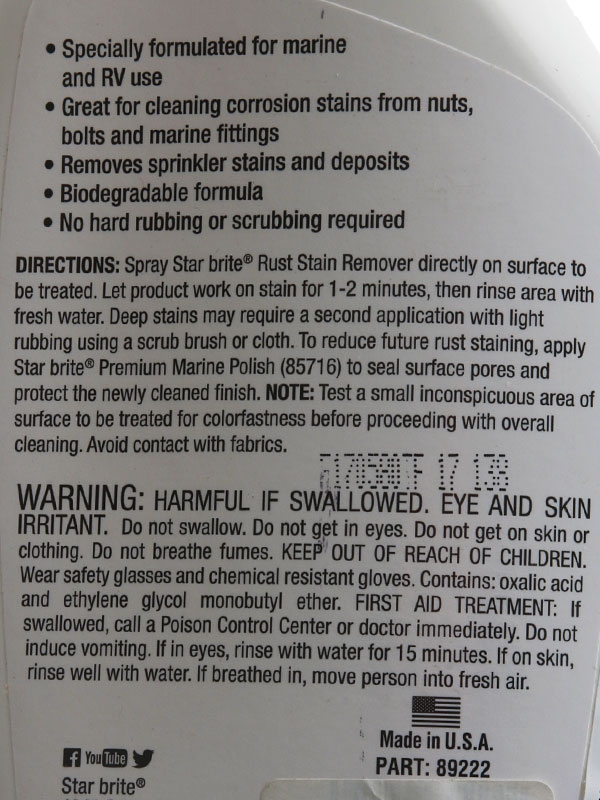 • Specially formulated for marine
and RV use
• Great for cleaning corrosion stains from nuts,
bolts and marine fittings
• Removes sprinkler stains and deposits
• Biodegradable formula
• No hard rubbing or scrubbing required
DIRECTIONS: Spray Star brite® Rust Stain Remover directly on surface to
be treated. Let product work on stain for 1-2 minutes, then rinse area with
fresh water. Deep stains may require a second application with light
rubbing using a scrub brush or cloth. To reduce future rust staining, apply
Star brite® Premium Marine Polish (85716) to seal surface pores and
protect the newly cleaned finish. NOTE: Test a small inconspicuous area of
surface to be treated for colorfastness before proceeding with overall
cleaning. Avoid contact with fabrics.
17 138
WARNING: HARMFUL IF SWALLOWED. EYE AND SKIN
IRRITANT. Do not swallow. Do not get in eyes. Do not get on skin or
clothing. Do not breathe fumes. KEEP OUT OF REACH OF CHILDREN.
Wear safety glasses and chemical resistant gloves. Contains: oxalic acid
and ethylene glycol monobutyl ether. FIRST AID TREATMENT: If
swallowed, call a Poison Control Center or doctor immediately. Do not
induce vomiting. If in eyes, rinse with water for 15 minutes. If on skin,
rinse well with water. If breathed in, move person into fresh air.
Made in U.S.A.
PART: 89222
f YouTube
Star brite®